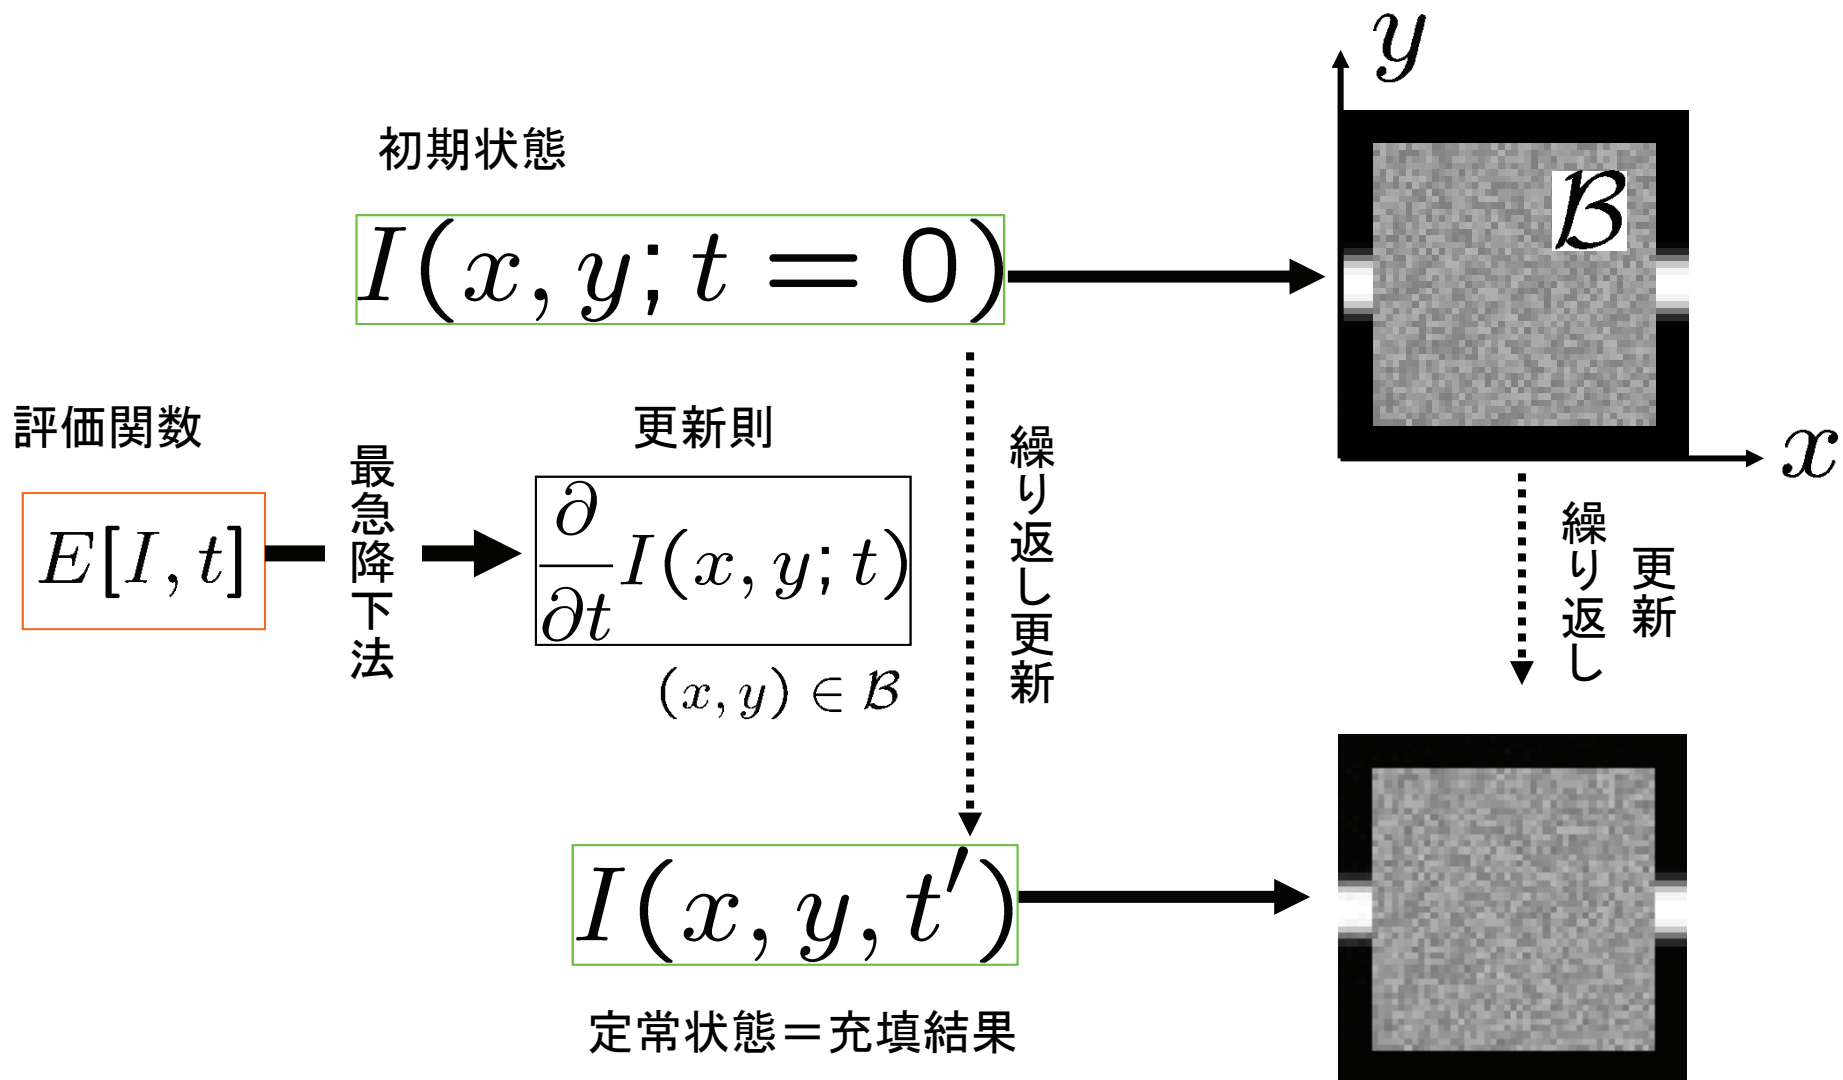 y
初期状態
B
I(x, y; t = 0)
評価関数
最急降下法
更新則
繰り返し更新
x
E[I, t]
∂/∂t I(x, y; t)
(x, y) ∈ B
繰り返し
更新
I(x, y, t′)
定常状態＝充填結果